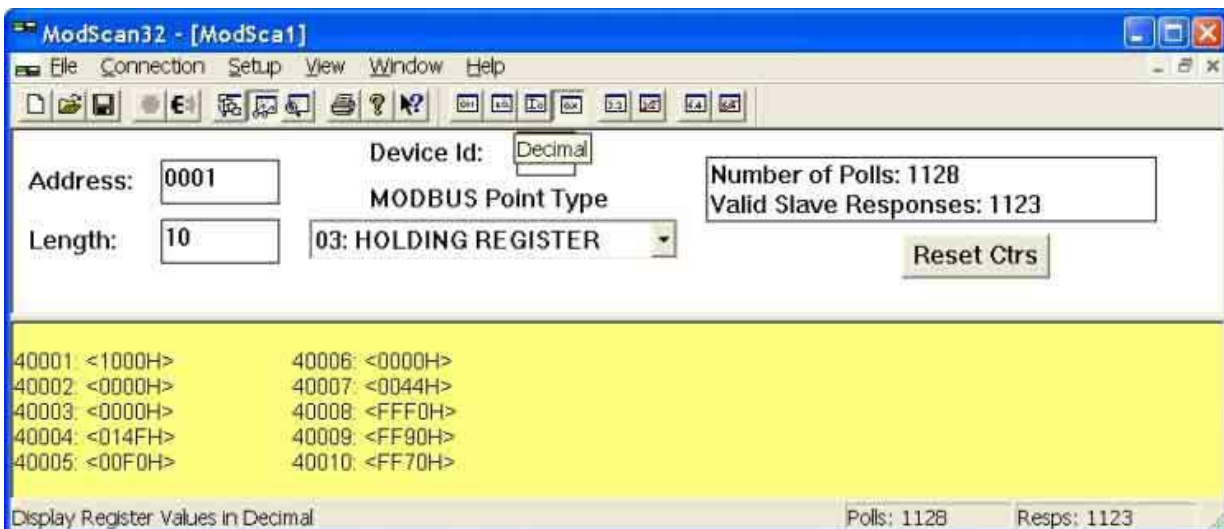 ModScan32 - [ModSca1]
File Connection Setup View Window Help
Device Id:
Decimal
Address: 0001
MODBUS Point Type
Number of Polls: 1128
Valid Slave Responses: 1123
Length: 10
03: HOLDING REGISTER
Reset Ctrs
40001: <1000H> 40006: <0000H>
40002: <0000H> 40007: <0044H>
40003: <0000H> 40008: <FFF0H>
40004: <014FH> 40009: <FF90H>
40005: <00F0H> 40010: <FF70H>
Display Register Values in Decimal
Polls: 1128
Resps: 1123